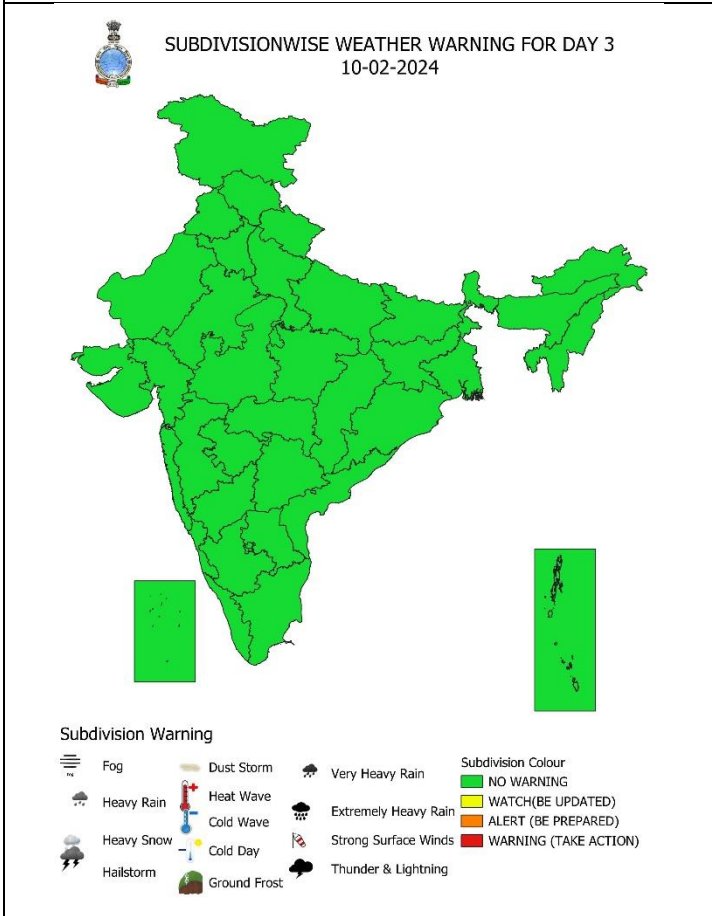 SUBDIVISIONWISE WEATHER WARNING FOR DAY 3
10-02-2024
Subdivision Warning
Fog
Heavy Rain
Heavy Snow
Hailstorm
Dust Storm
Heat Wave
Cold Wave
Cold Day
Ground Frost
Very Heavy Rain
Extremely Heavy Rain
Strong Surface Winds
Thunder & Lightning
Subdivision Colour
NO WARNING
WATCH(BE UPDATED)
ALERT (BE PREPARED)
WARNING (TAKE ACTION)